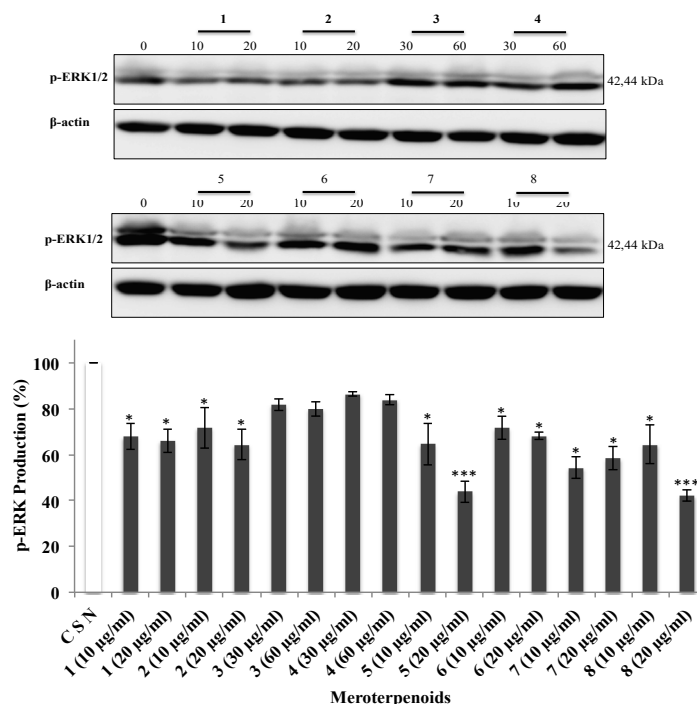 1 2 3 4
0 10 20 10 20 30 60 30 60
p-ERK1/2 42,44 kDa
β-actin
5 6 7 8
0 10 20 10 20 10 20 10 20
p-ERK1/2 42,44 kDa
β-actin
p-ERK Production (%)
100
80
60
40
20
0
* * * * * *** * * * * * ***
C S N
1 (10 µg/ml)
1 (20 µg/ml)
2 (10 µg/ml)
2 (20 µg/ml)
3 (30 µg/ml)
3 (60 µg/ml)
4 (30 µg/ml)
4 (60 µg/ml)
5 (10 µg/ml)
5 (20 µg/ml)
6 (10 µg/ml)
6 (20 µg/ml)
7 (10 µg/ml)
7 (20 µg/ml)
8 (10 µg/ml)
8 (20 µg/ml)
Meroterpenoids